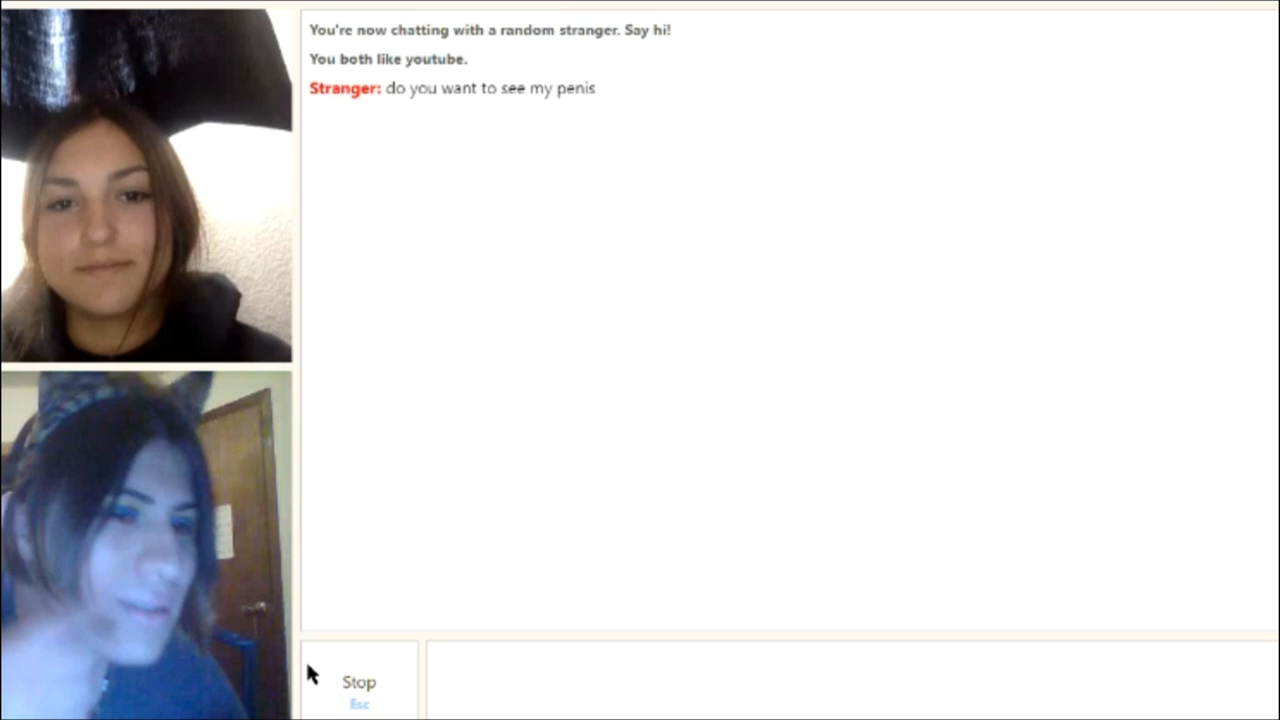 You're now chatting with a random stranger. Say hi!
You both like youtube.
Stranger: do you want to see my penis
Stop
Esc